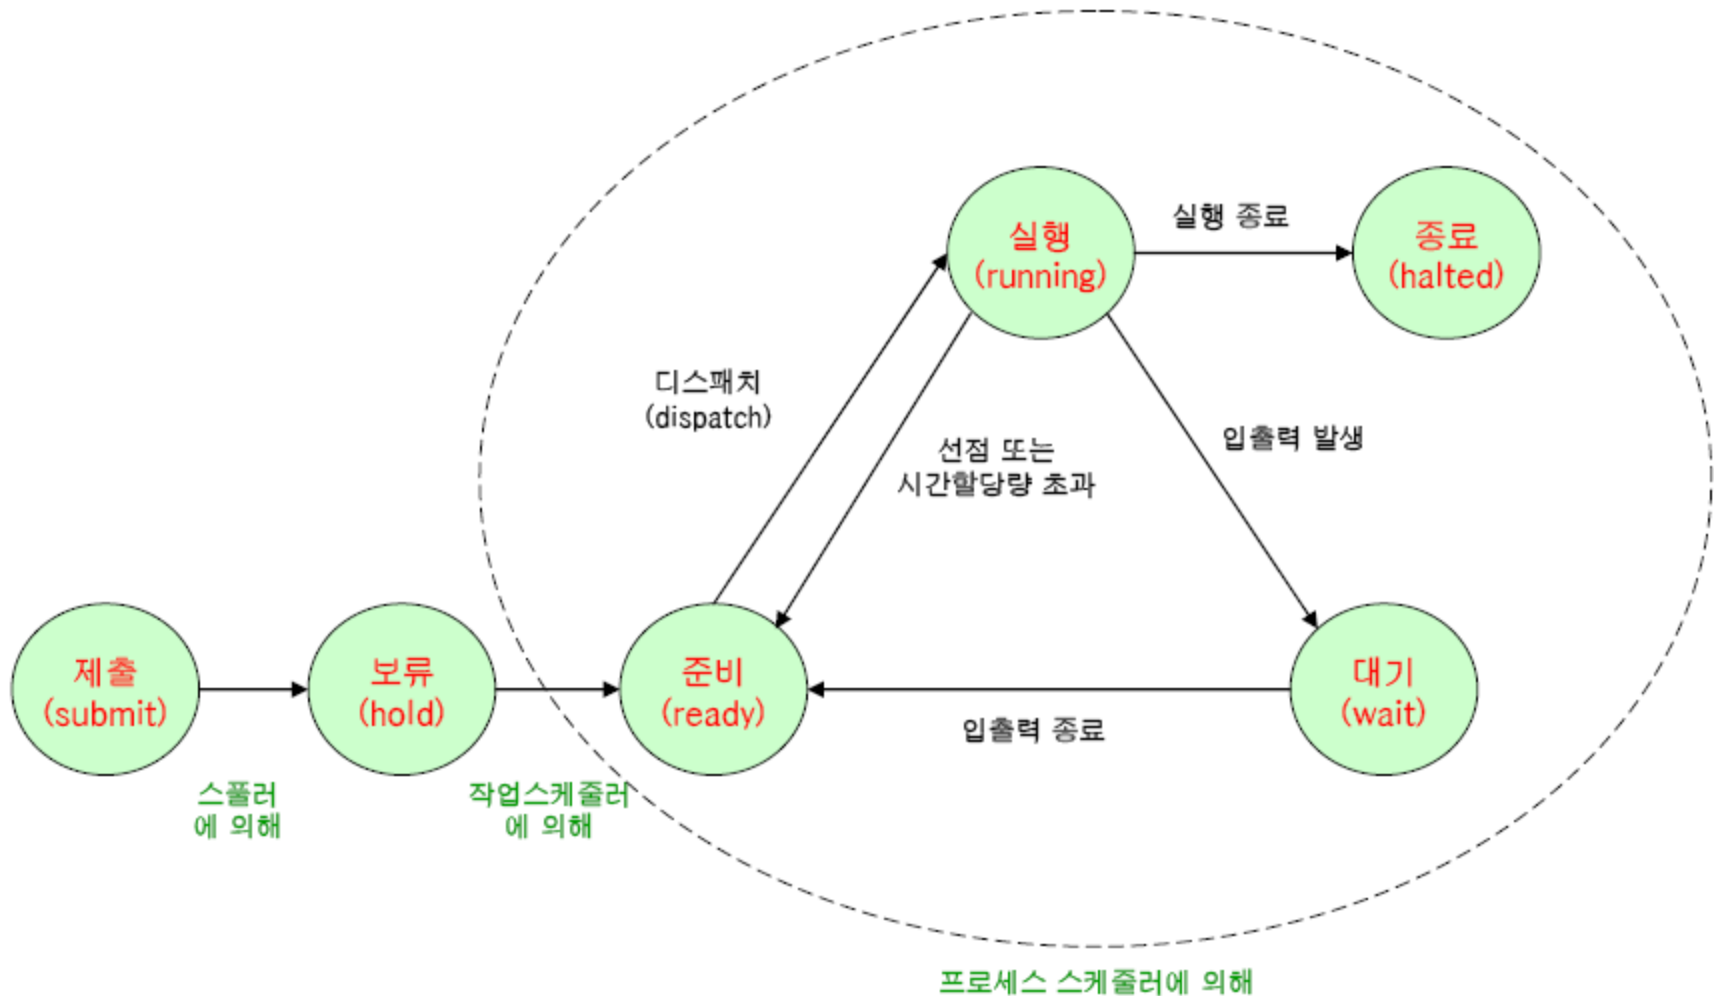 실행
(running)
실행 종료
종료
(halted)
디스패치
(dispatch)
선점 또는
시간할당량 초과
입출력 발생
제출
(submit)
보류
(hold)
준비
(ready)
대기
(wait)
입출력 종료
스풀러
에 의해
작업스케줄러
에 의해
프로세스 스케줄러에 의해